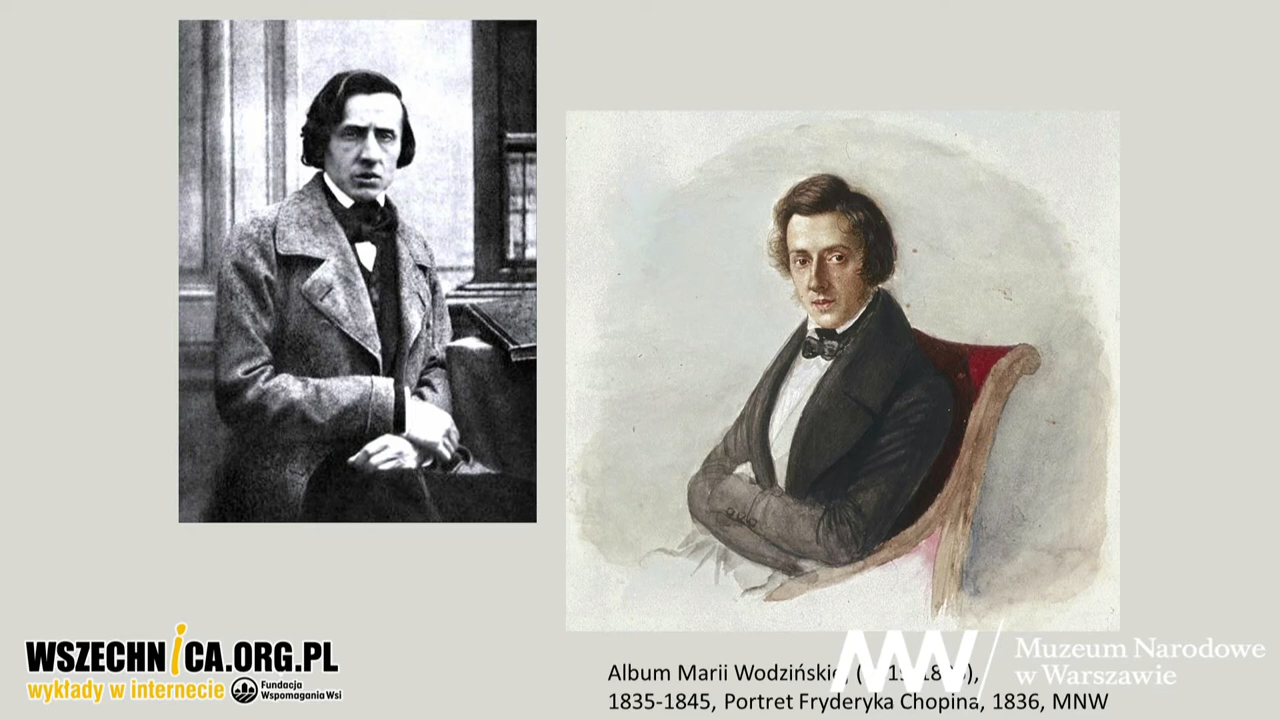 WSZECHNICA.ORG.PL
wykłady w internecie
Fundacja
Wspomagania Wsi
Album Marii
1835-1845, Portret Fryderyka Chopina, 1836, MNW
MNW
Muzeum Narodowe
w Warszawie